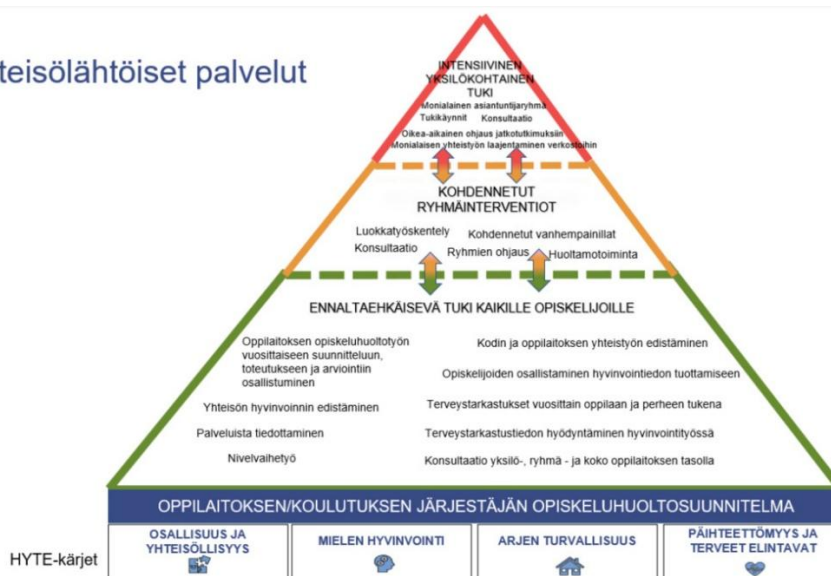 teisölähtöiset palvelut
INTENSIIVINEN
YKSILÖKOHTAINEN
TUKI
Monialainen asiantuntijaryhmä
Tukikäynnit Konsultaatio
Oikea-aikainen ohjaus jatkotutkimuksiin
Monialaisen yhteistyön laajentaminen verkostoihin
KOHDENNETUT
RYHMÄINTERVENTIOT
Luokkatyöskentely Kohdennetut vanhempainillat
Konsultaatio Ryhmien ohjaus Huoltamotoiminta
ENNALTAEHKÄISEVÄ TUKI KAIKILLE OPISKELIJOILLE
Oppilaitoksen opiskeluhuoltotyön
vuosittaiseen suunnitteluun,
toteutukseen ja arviointiin
osallistuminen
Yhteisön hyvinvoinnin edistäminen
Palveluista tiedottaminen
Nivelvaihetyö
Kodin ja oppilaitoksen yhteistyön edistäminen
Opiskelijoiden osallistaminen hyvinvointiedon tuottamiseen
Terveystarkastukset vuosittain oppilaan ja perheen tukena
Terveystarkastustiedon hyödyntäminen hyvinvointityössä
Konsultaatio yksilö-, ryhmä - ja koko oppilaitoksen tasolla
OPPILAITOKSEN/KOULUTUKSEN JÄRJESTÄJÄN OPISKELUHUOLTOSUUNNITELMA
HYTE-kärjet
OSALLISUUS JA
YHTEISÖLLISYYS
MIELEN HYVINVOINTI
ARJEN TURVALLISUUS
PÄIHTEETTÖMYYS JA
TERVEET ELINTAVAT